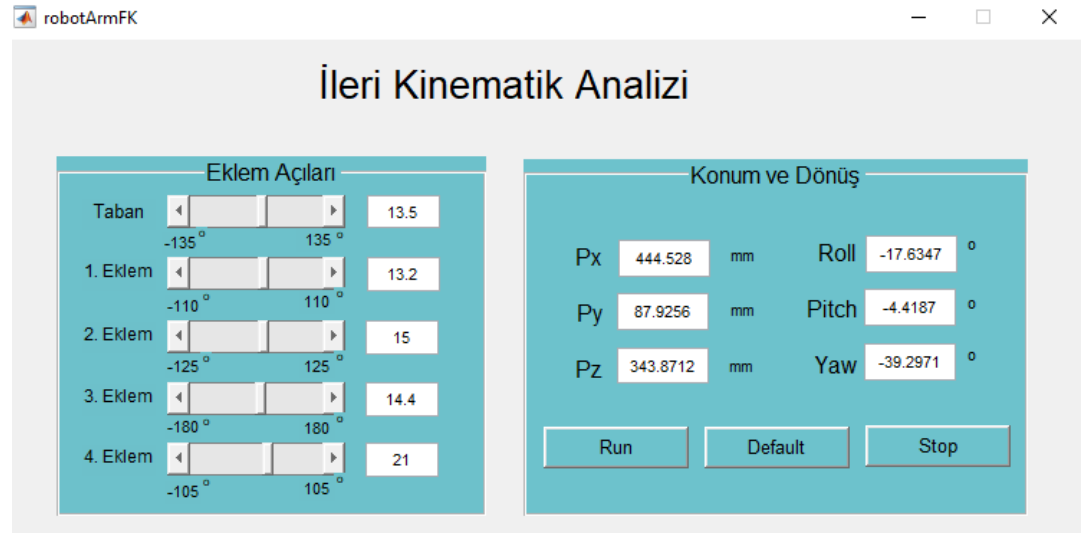 robotArmFK
İleri Kinematik Analizi
Eklem Açıları
Taban 13.5
-135° 135°
1. Eklem 13.2
-110° 110°
2. Eklem 15
-125° 125°
3. Eklem 14.4
-180° 180°
4. Eklem 21
-105° 105°
Konum ve Dönüş
Px 444.528 mm Roll -17.6347 °
Py 87.9256 mm Pitch -4.4187 °
Pz 343.8712 mm Yaw -39.2971 °
Run Default Stop